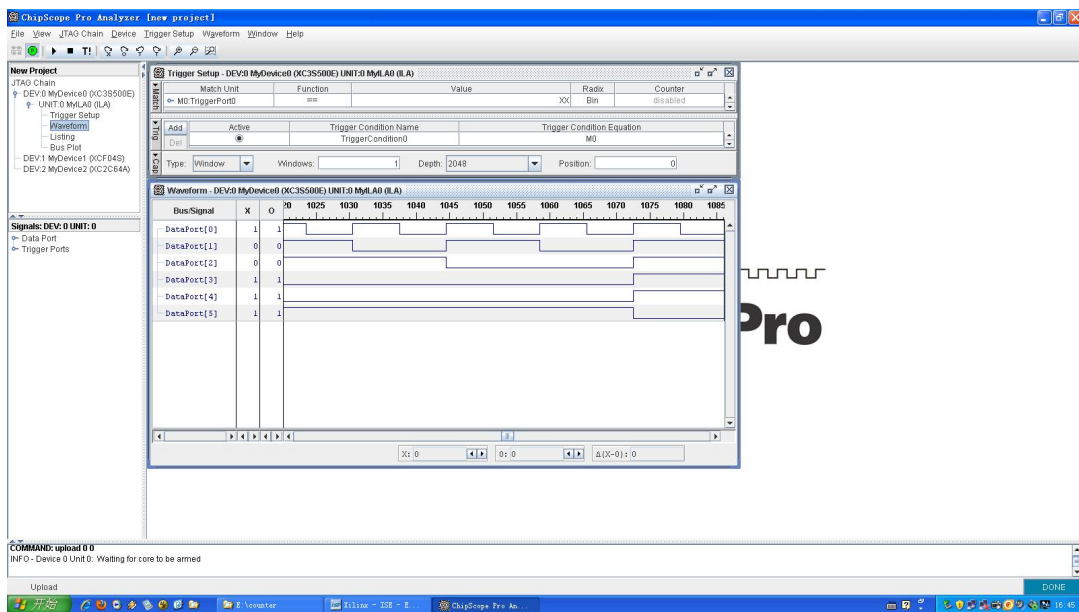 ChipScope Pro Analyzer [new project]
File View JTAG Chain Device Trigger Setup Waveform Window Help
T!
New Project
JTAG Chain
DEV:0 MyDevice0 (XC3S500E)
UNIT:0 MyILA0 (ILA)
Trigger Setup
Waveform
Listing
Bus Plot
DEV:1 MyDevice1 (XCF04S)
DEV:2 MyDevice2 (XC2C64A)
Signals: DEV: 0 UNIT: 0
Data Port
Trigger Ports
Trigger Setup - DEV:0 MyDevice0 (XC3S500E) UNIT:0 MyILA0 (ILA)
Match
Match Unit Function Value Radix Counter
M0:TriggerPort0 == XX Bin disabled
Trig
Add Active Trigger Condition Name Trigger Condition Equation
Del TriggerCondition0 M0
Cap
Type: Window Windows: 1 Depth: 2048 Position: 0
Waveform - DEV:0 MyDevice0 (XC3S500E) UNIT:0 MyILA0 (ILA)
Bus/Signal X O 20 1025 1030 1035 1040 1045 1050 1055 1060 1065 1070 1075 1080 1085
DataPort[0] 1 1
DataPort[1] 0 0
DataPort[2] 0 0
DataPort[3] 1 1
DataPort[4] 1 1
DataPort[5] 1 1
X: 0 O: 0 Δ(X-O): 0
Pro
COMMAND: upload 0 0
INFO - Device 0 Unit 0: Waiting for core to be armed
Upload DONE
开始 E:\counter Xilinx - ISE - E... ChipScope Pro An... 16:45